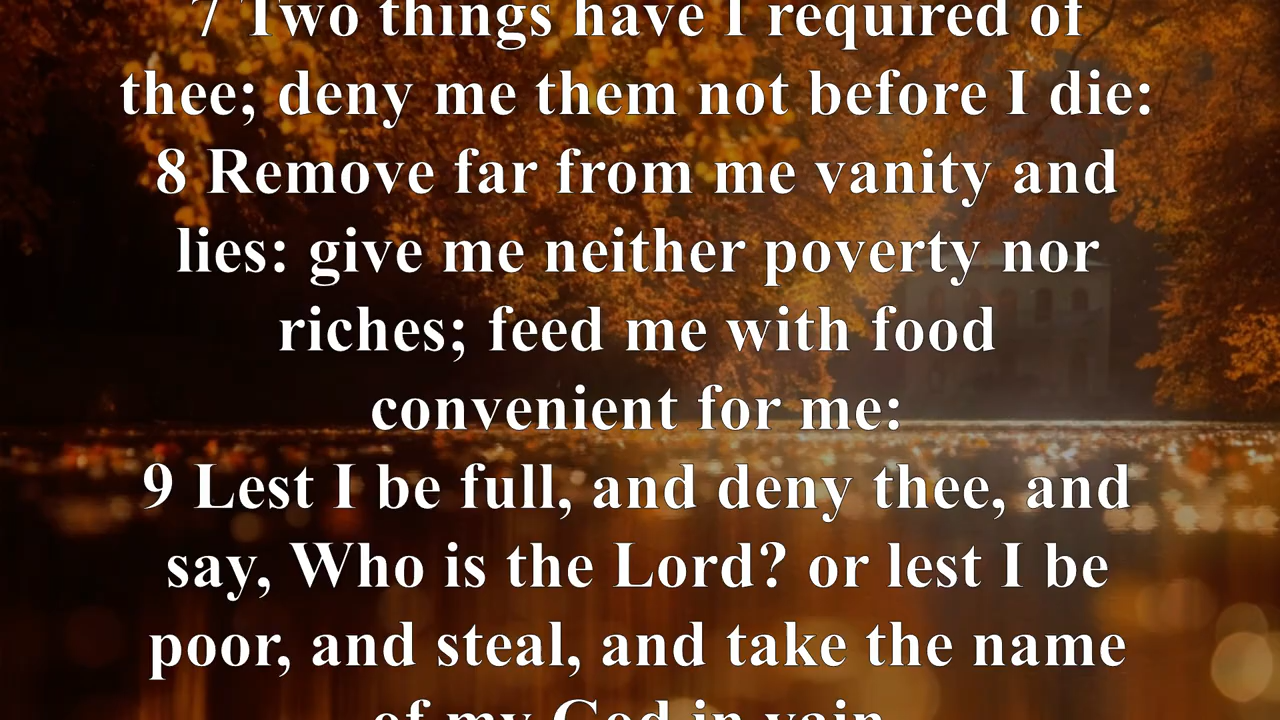 7 Two things have I required of
thee; deny me them not before I die:
8 Remove far from me vanity and
lies: give me neither poverty nor
riches; feed me with food
convenient for me:
9 Lest I be full, and deny thee, and
say, Who is the Lord? or lest I be
poor, and steal, and take the name
of my God in vain